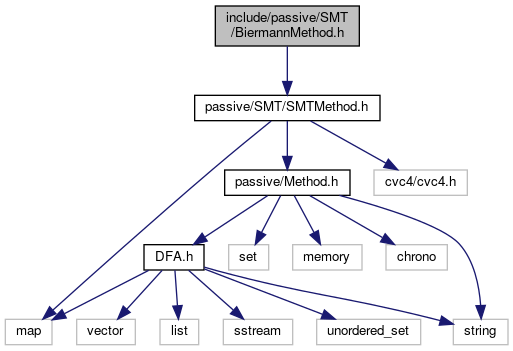 include/passive/SMT
/BiermannMethod.h
passive/SMT/SMTMethod.h
passive/Method.h
cvc4/cvc4.h
DFA.h
set
memory
chrono
map
vector
list
sstream
unordered_set
string